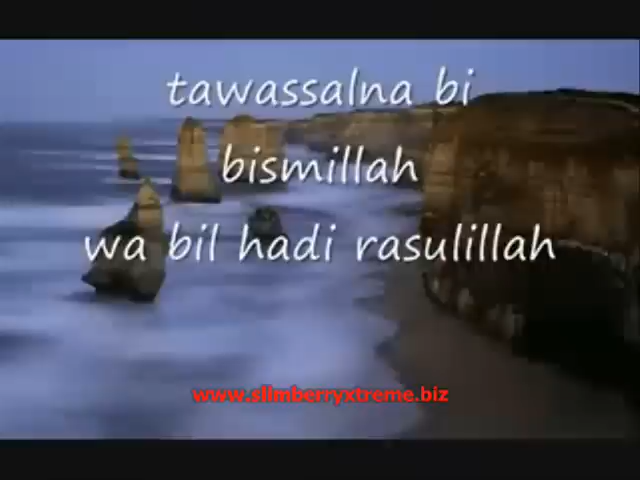 tawassalna bi
bismillah
wa bil hadi rasulillah
www.slimberryxtreme.biz